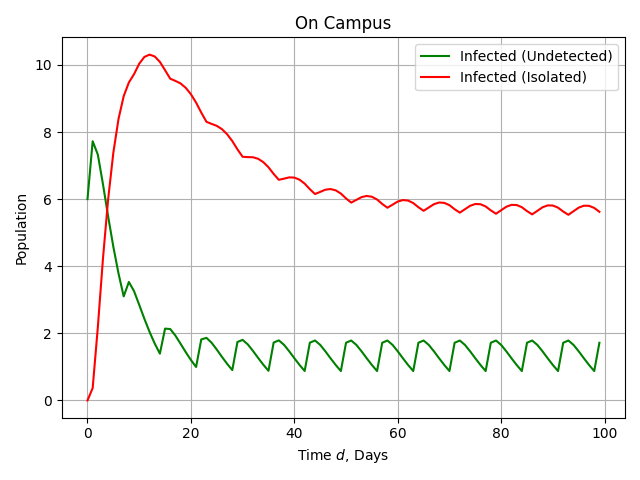 On Campus
Infected (Undetected)
Infected (Isolated)
Population
10
8
6
4
2
0
0 20 40 60 80 100
Time d, Days